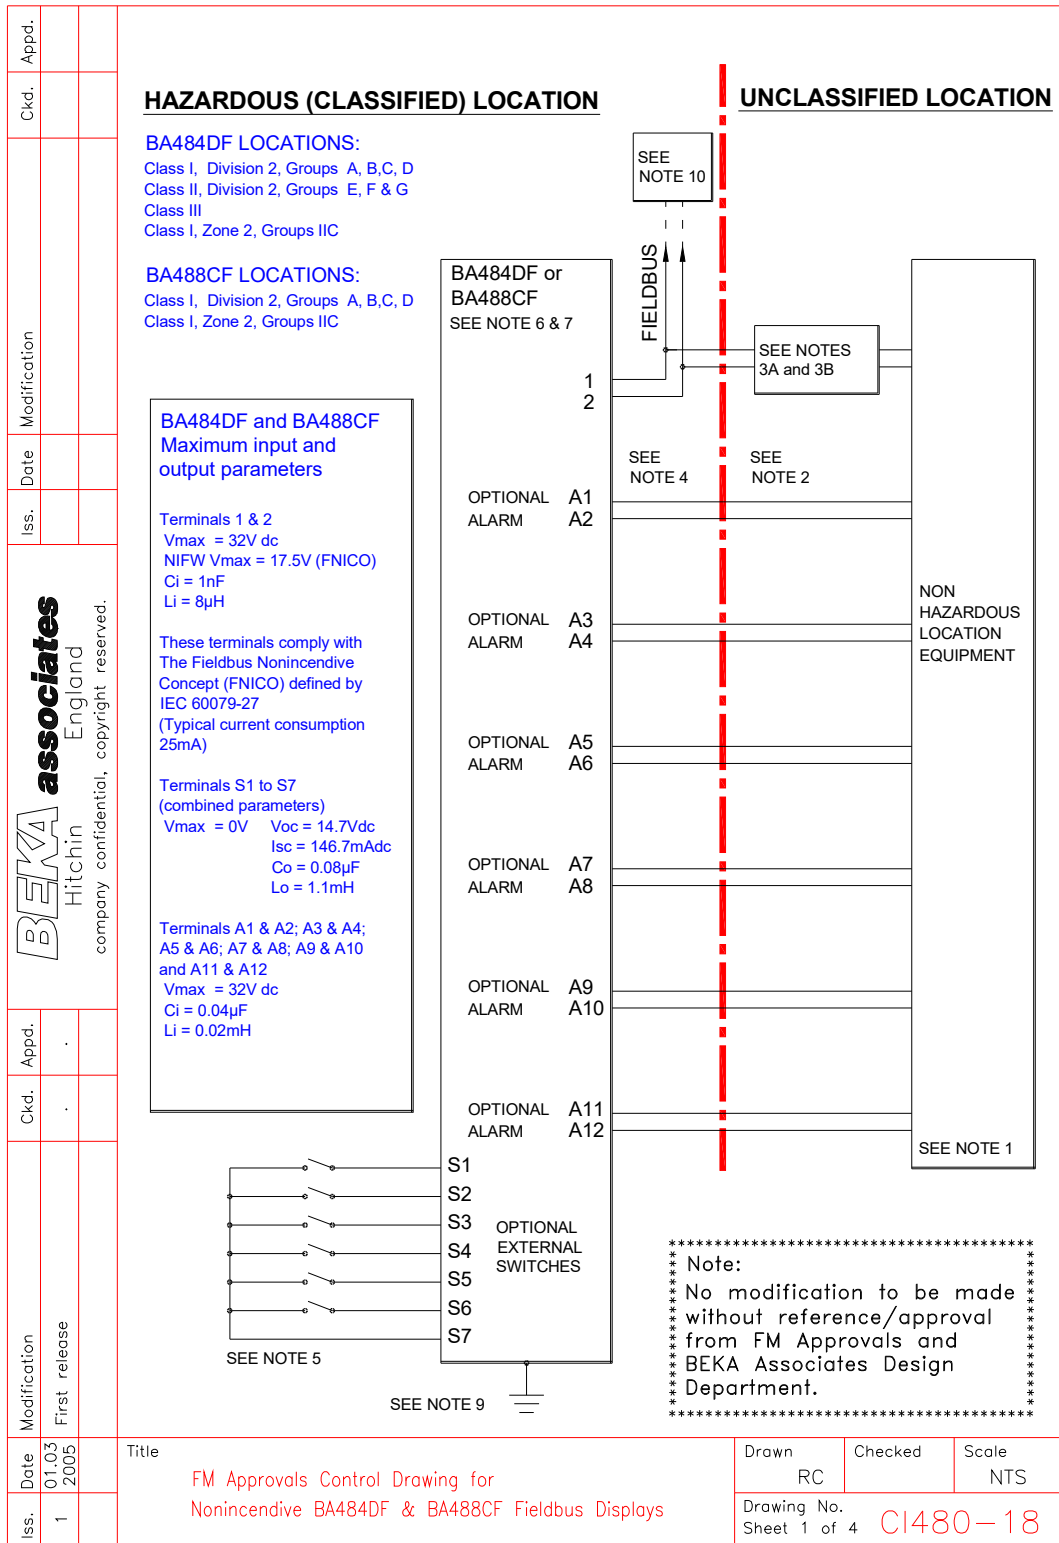 HAZARDOUS (CLASSIFIED) LOCATION
UNCLASSIFIED LOCATION
BA484DF LOCATIONS:
Class I,  Division 2, Groups  A, B,C, D
Class II, Division 2, Groups  E, F & G
Class III
Class I, Zone 2, Groups IIC
BA488CF LOCATIONS:
Class I,  Division 2, Groups  A, B,C, D
Class I, Zone 2, Groups IIC
SEE
NOTE 10
FIELDBUS
BA484DF or
BA488CF
SEE NOTE 6 & 7
1
2
SEE NOTES
3A and 3B
SEE
NOTE 4
SEE
NOTE 2
BA484DF and BA488CF
Maximum input and
output parameters
Terminals 1 & 2
Vmax  = 32V dc
NIFW Vmax = 17.5V (FNICO)
Ci = 1nF
Li = 8µH
These terminals comply with
The Fieldbus Nonincendive
Concept (FNICO) defined by
IEC 60079-27
(Typical current consumption
25mA)
Terminals S1 to S7
(combined parameters)
Vmax  = 0V     Voc = 14.7Vdc
Isc = 146.7mAdc
Co = 0.08µF
Lo = 1.1mH
Terminals A1 & A2; A3 & A4;
A5 & A6; A7 & A8; A9 & A10
and A11 & A12
Vmax  = 32V dc
Ci = 0.04µF
Li = 0.02mH
OPTIONAL A1
ALARM A2
OPTIONAL A3
ALARM A4
OPTIONAL A5
ALARM A6
OPTIONAL A7
ALARM A8
OPTIONAL A9
ALARM A10
OPTIONAL A11
ALARM A12
NON
HAZARDOUS
LOCATION
EQUIPMENT
SEE NOTE 1
S1
S2
S3
S4
S5
S6
S7
OPTIONAL
EXTERNAL
SWITCHES
SEE NOTE 5
SEE NOTE 9
Note:
No modification to be made
without reference/approval
from FM Approvals and
BEKA Associates Design
Department.
Title
FM Approvals Control Drawing for
Nonincendive BA484DF & BA488CF Fieldbus Displays
Drawn
RC
Checked
Scale
NTS
Drawing No.
Sheet 1 of 4
CI480-18
Iss. Date Modification Ckd. Appd.
1 01.03 2005 First release . .
BEKA associates
Hitchin England
company confidential, copyright reserved.
Iss. Date Modification Ckd. Appd.